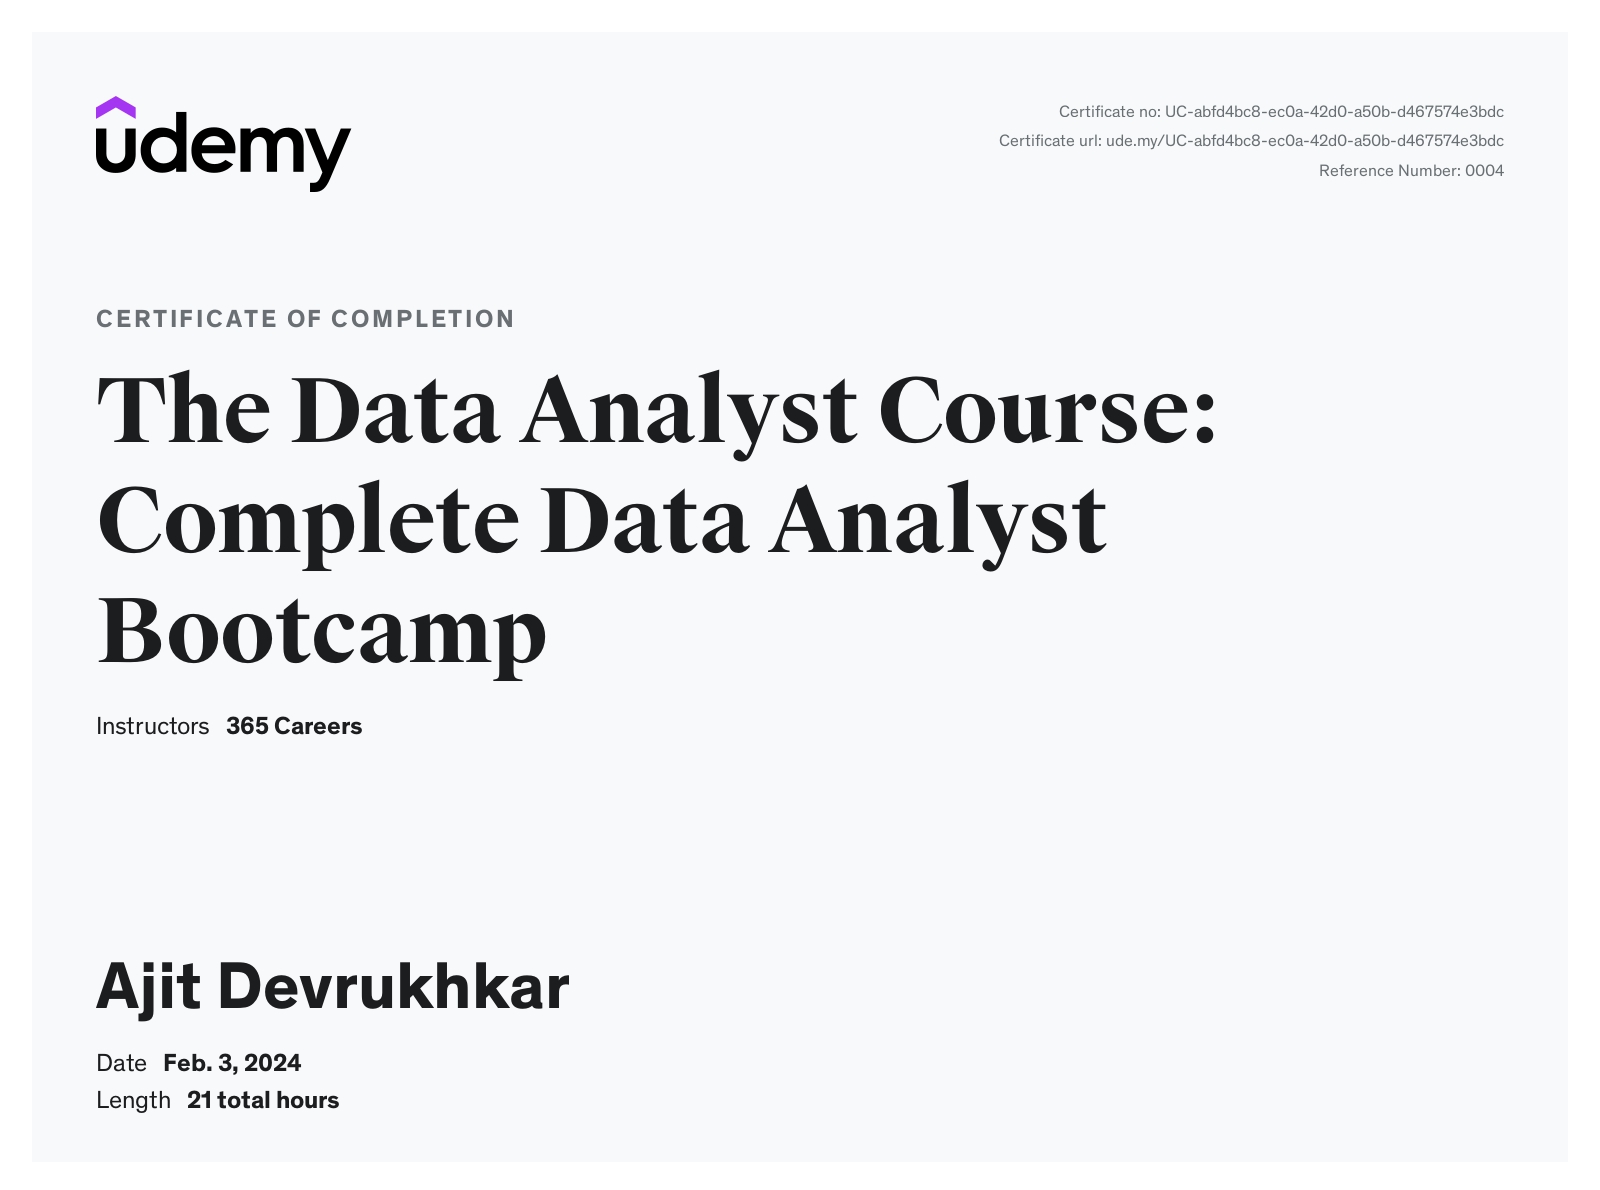 udemy
Certificate no: UC-abfd4bc8-ec0a-42d0-a50b-d467574e3bdc
Certificate url: ude.my/UC-abfd4bc8-ec0a-42d0-a50b-d467574e3bdc
Reference Number: 0004
CERTIFICATE OF COMPLETION
The Data Analyst Course:
Complete Data Analyst
Bootcamp
Instructors 365 Careers
Ajit Devrukhkar
Date Feb. 3, 2024
Length 21 total hours